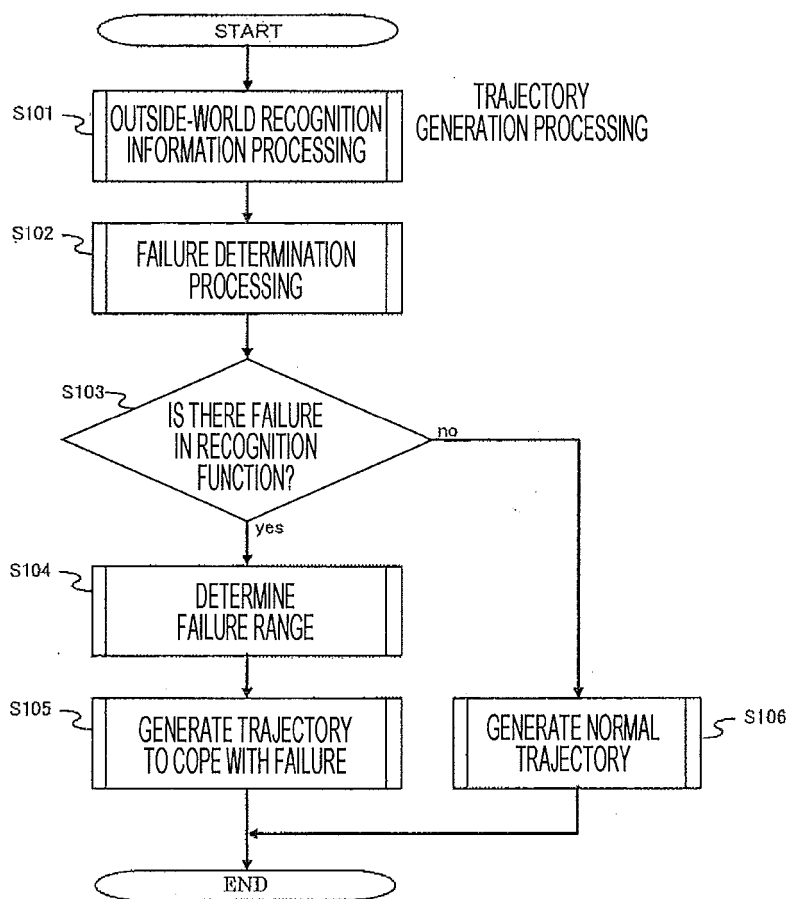 START
S101
OUTSIDE-WORLD RECOGNITION
INFORMATION PROCESSING
TRAJECTORY
GENERATION PROCESSING
S102
FAILURE DETERMINATION
PROCESSING
S103
IS THERE FAILURE
IN RECOGNITION
FUNCTION?
no
yes
S104
DETERMINE
FAILURE RANGE
S105
GENERATE TRAJECTORY
TO COPE WITH FAILURE
GENERATE NORMAL
TRAJECTORY
S106
END